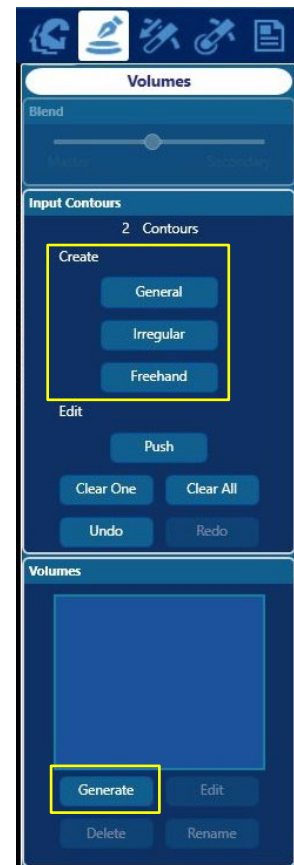 Volumes
Blend
Master Secondary
Input Contours
2 Contours
Create
General
Irregular
Freehand
Edit
Push
Clear One Clear All
Undo Redo
Volumes
Generate Edit
Delete Rename